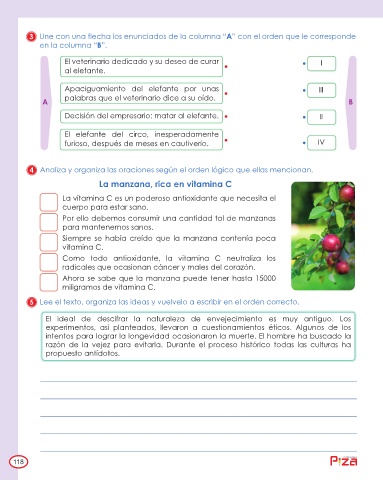 3 Une con una flecha los enunciados de la columna “A” con el orden que le corresponde
en la columna “B”.
El veterinario dedicado y su deseo de curar
al elefante.
I
Apaciguamiento del elefante por unas
palabras que el veterinario dice a su oído.
III
A
B
Decisión del empresario: matar al elefante.
II
El elefante del circo, inesperadamente
furioso, después de meses en cautiverio.
IV
4 Analiza y organiza las oraciones según el orden lógico que ellas mencionan.
La manzana, rica en vitamina C
La vitamina C es un poderoso antioxidante que necesita el
cuerpo para estar sano.
Por ello debemos consumir una cantidad tal de manzanas
para mantenernos sanos.
Siempre se había creído que la manzana contenía poca
vitamina C.
Como todo antioxidante, la vitamina C neutraliza los
radicales que ocasionan cáncer y males del corazón.
Ahora se sabe que la manzana puede tener hasta 15000
miligramos de vitamina C.
5 Lee el texto, organiza las ideas y vuélvelo a escribir en el orden correcto.
El ideal de descifrar la naturaleza de envejecimiento es muy antiguo. Los
experimentos, así planteados, llevaron a cuestionamientos éticos. Algunos de los
intentos para lograr la longevidad ocasionaron la muerte. El hombre ha buscado la
razón de la vejez para evitarla. Durante el proceso histórico todas las culturas ha
propuesto antídotos.
118
Piza